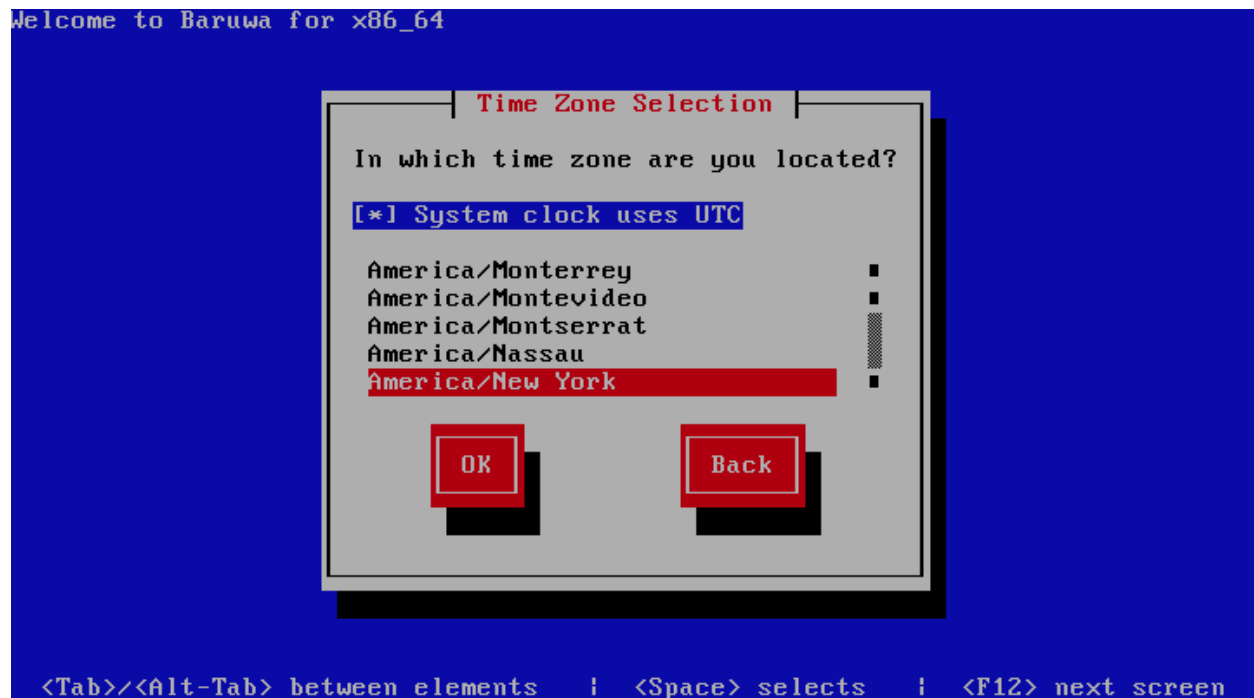 Welcome to Baruwa for x86_64
Time Zone Selection
In which time zone are you located?
[*] System clock uses UTC
America/Monterrey
America/Montevideo
America/Montserrat
America/Nassau
America/New York
OK Back
<Tab>/<Alt-Tab> between elements | <Space> selects | <F12> next screen